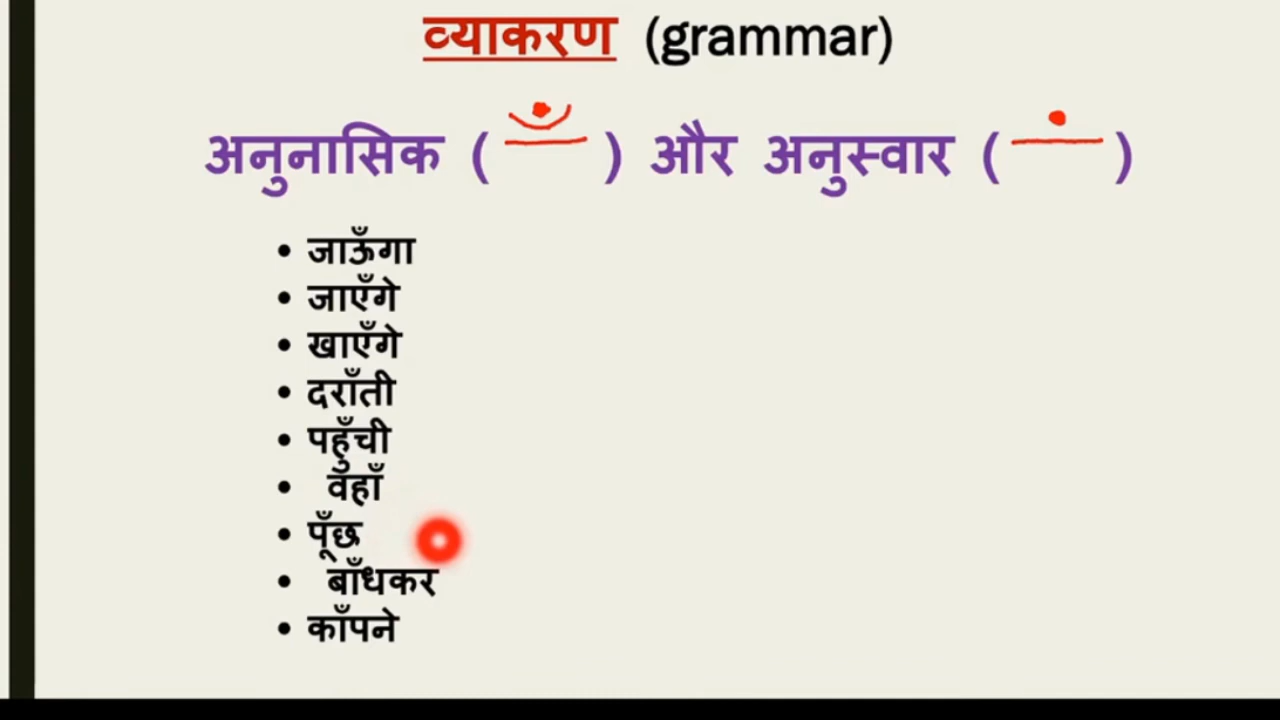 व्याकरण (grammar)
अनुनासिक ( ँ ) और अनुस्वार ( ं )
• जाऊँगा
• जाएँगे
• खाएँगे
• दराँती
• पहुँची
• वहाँ
• पूँछ
• बाँधकर
• काँपने